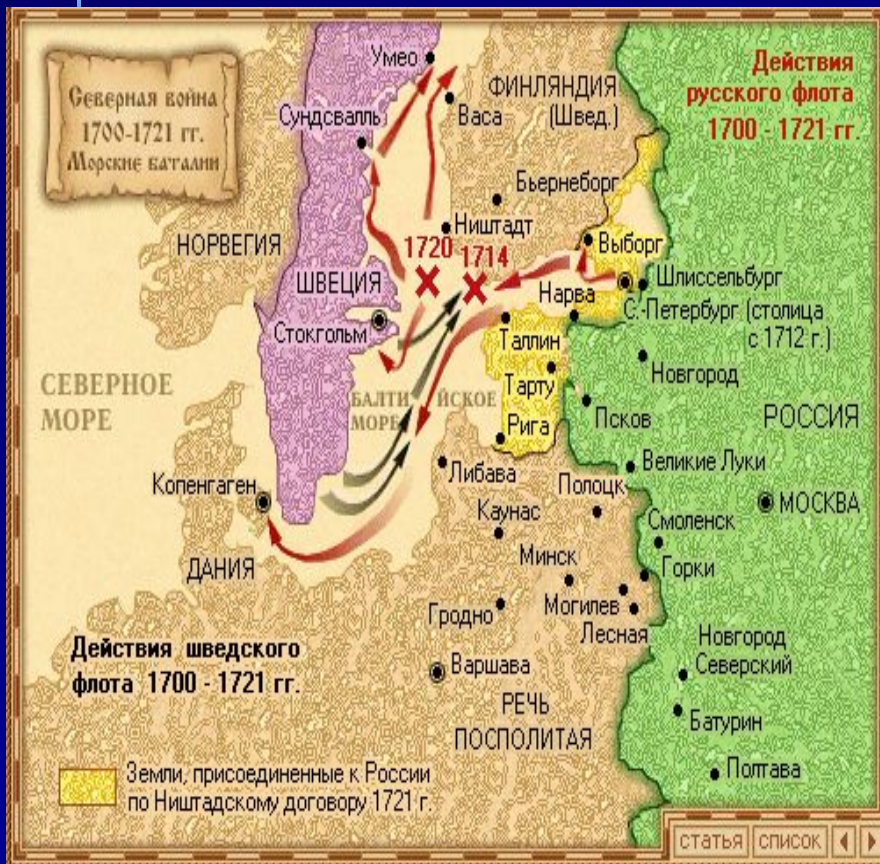 Северная война
1700-1721 гг.
Морские баталии
Действия
русского флота
1700 - 1721 гг.
Умео
ФИНЛЯНДИЯ
(Швед.)
Сундсвалль
Васа
Бьернеборг
НОРВЕГИЯ
Ништадт
Выборг
1720
1714
ШВЕЦИЯ
Шлиссельбург
Нарва
С.-Петербург (столица
с 1712 г.)
Стокгольм
Таллин
Новгород
СЕВЕРНОЕ
МОРЕ
БАЛТИЙСКОЕ
МОРЕ
Тарту
Псков
РОССИЯ
Рига
Либава
Великие Луки
Копенгаген
Полоцк
МОСКВА
Каунас
Смоленск
ДАНИЯ
Минск
Горки
Гродно
Могилев
Лесная
Действия шведского
флота 1700 - 1721 гг.
Новгород
Северский
Варшава
РЕЧЬ
ПОСПОЛИТАЯ
Батурин
Полтава
Земли, присоединенные к России
по Ништадскому договору 1721 г.
статья список